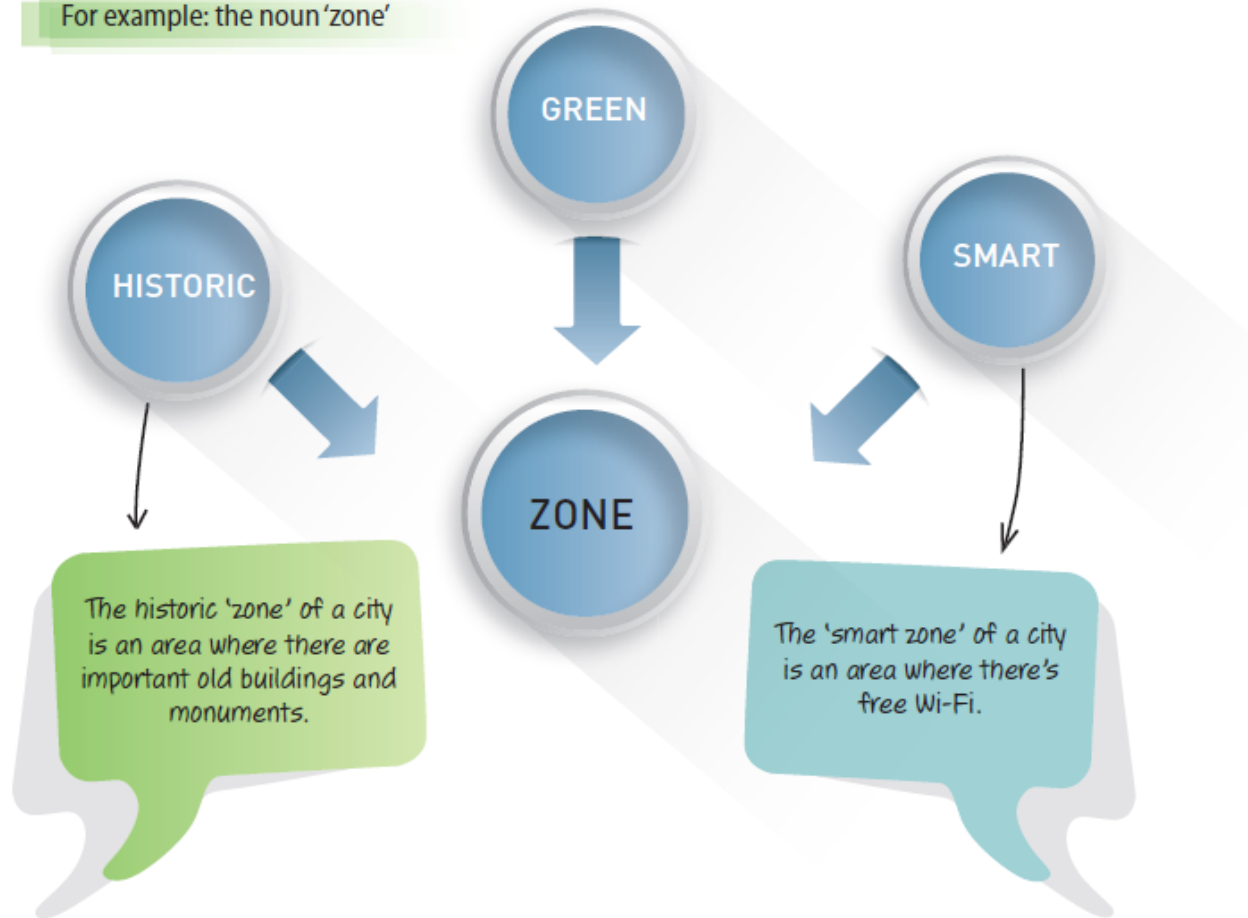 For example: the noun ‘zone’
GREEN
HISTORIC
SMART
ZONE
The historic ‘zone’ of a city
is an area where there are
important old buildings and
monuments.
The ‘smart zone’ of a city
is an area where there’s
free Wi-Fi.